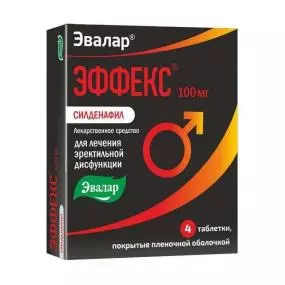 Эвалар®
ЭФФЕКС®
100 мг
СИЛДЕНАФИЛ
Лекарственное средство
для лечения
эректильной
дисфункции
Эвалар
4 таблетки,
покрытые пленочной оболочкой